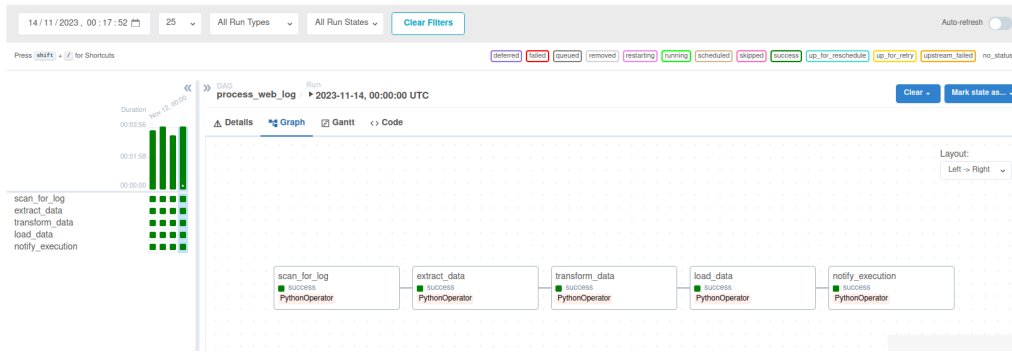 14/11/2023, 00:17:52 25 All Run Types All Run States Clear Filters Auto-refresh
Press shift + / for Shortcuts deferred failed queued removed restarting running scheduled skipped success up_for_reschedule up_for_retry upstream_failed no_status
DAG Run
process_web_log / 2023-11-14, 00:00:00 UTC Clear Mark state as...
Duration Nov 12, 00:00
00:03:56
00:01:58
00:00:00
Details Graph Gantt Code
Layout:
Left -> Right
scan_for_log
extract_data
transform_data
load_data
notify_execution
scan_for_log
success
PythonOperator
extract_data
success
PythonOperator
transform_data
success
PythonOperator
load_data
success
PythonOperator
notify_execution
success
PythonOperator